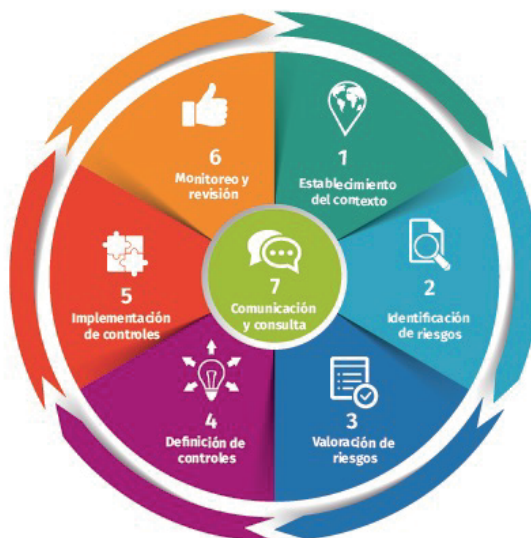 1
Establecimiento
del contexto
2
Identificación
de riesgos
3
Valoración de
riesgos
4
Definición de
controles
5
Implementación
de controles
6
Monitoreo y
revisión
7
Comunicación
y consulta